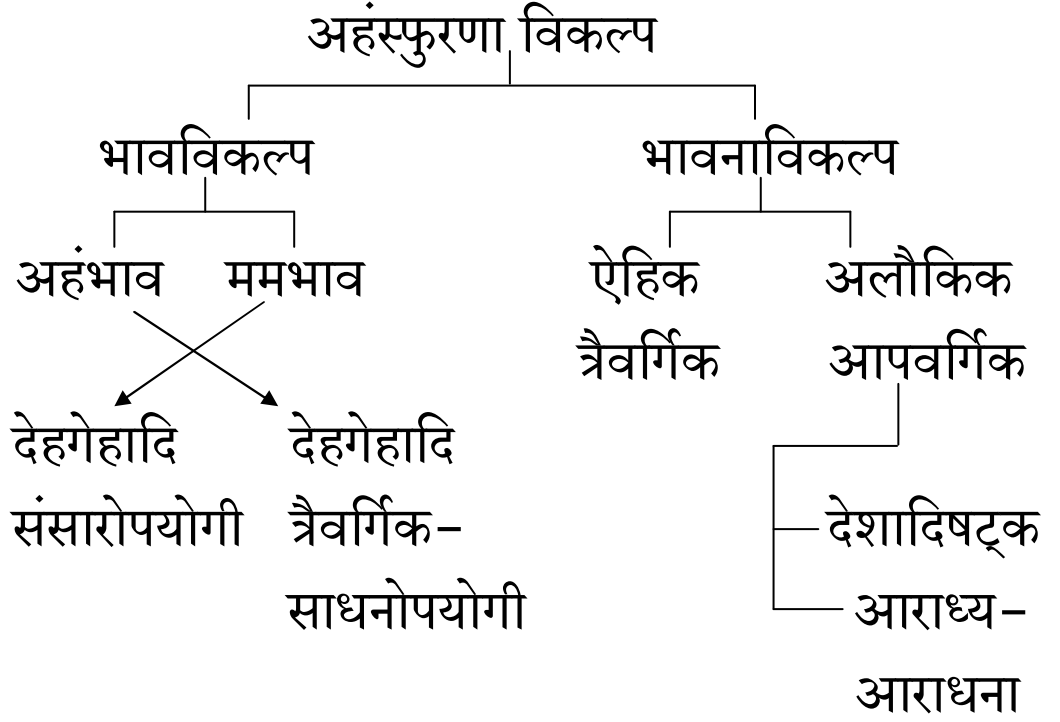 अहंस्फुरणा विकल्प
भावविकल्प भावनाविकल्प
अहंभाव ममभाव ऐहिक अलौकिक
त्रैवर्गिक आपवर्गिक
देहगेहादि देहगेहादि
संसारोपयोगी त्रैवर्गिक– देशादिषट्क
साधनोपयोगी आराध्य–
आराधना